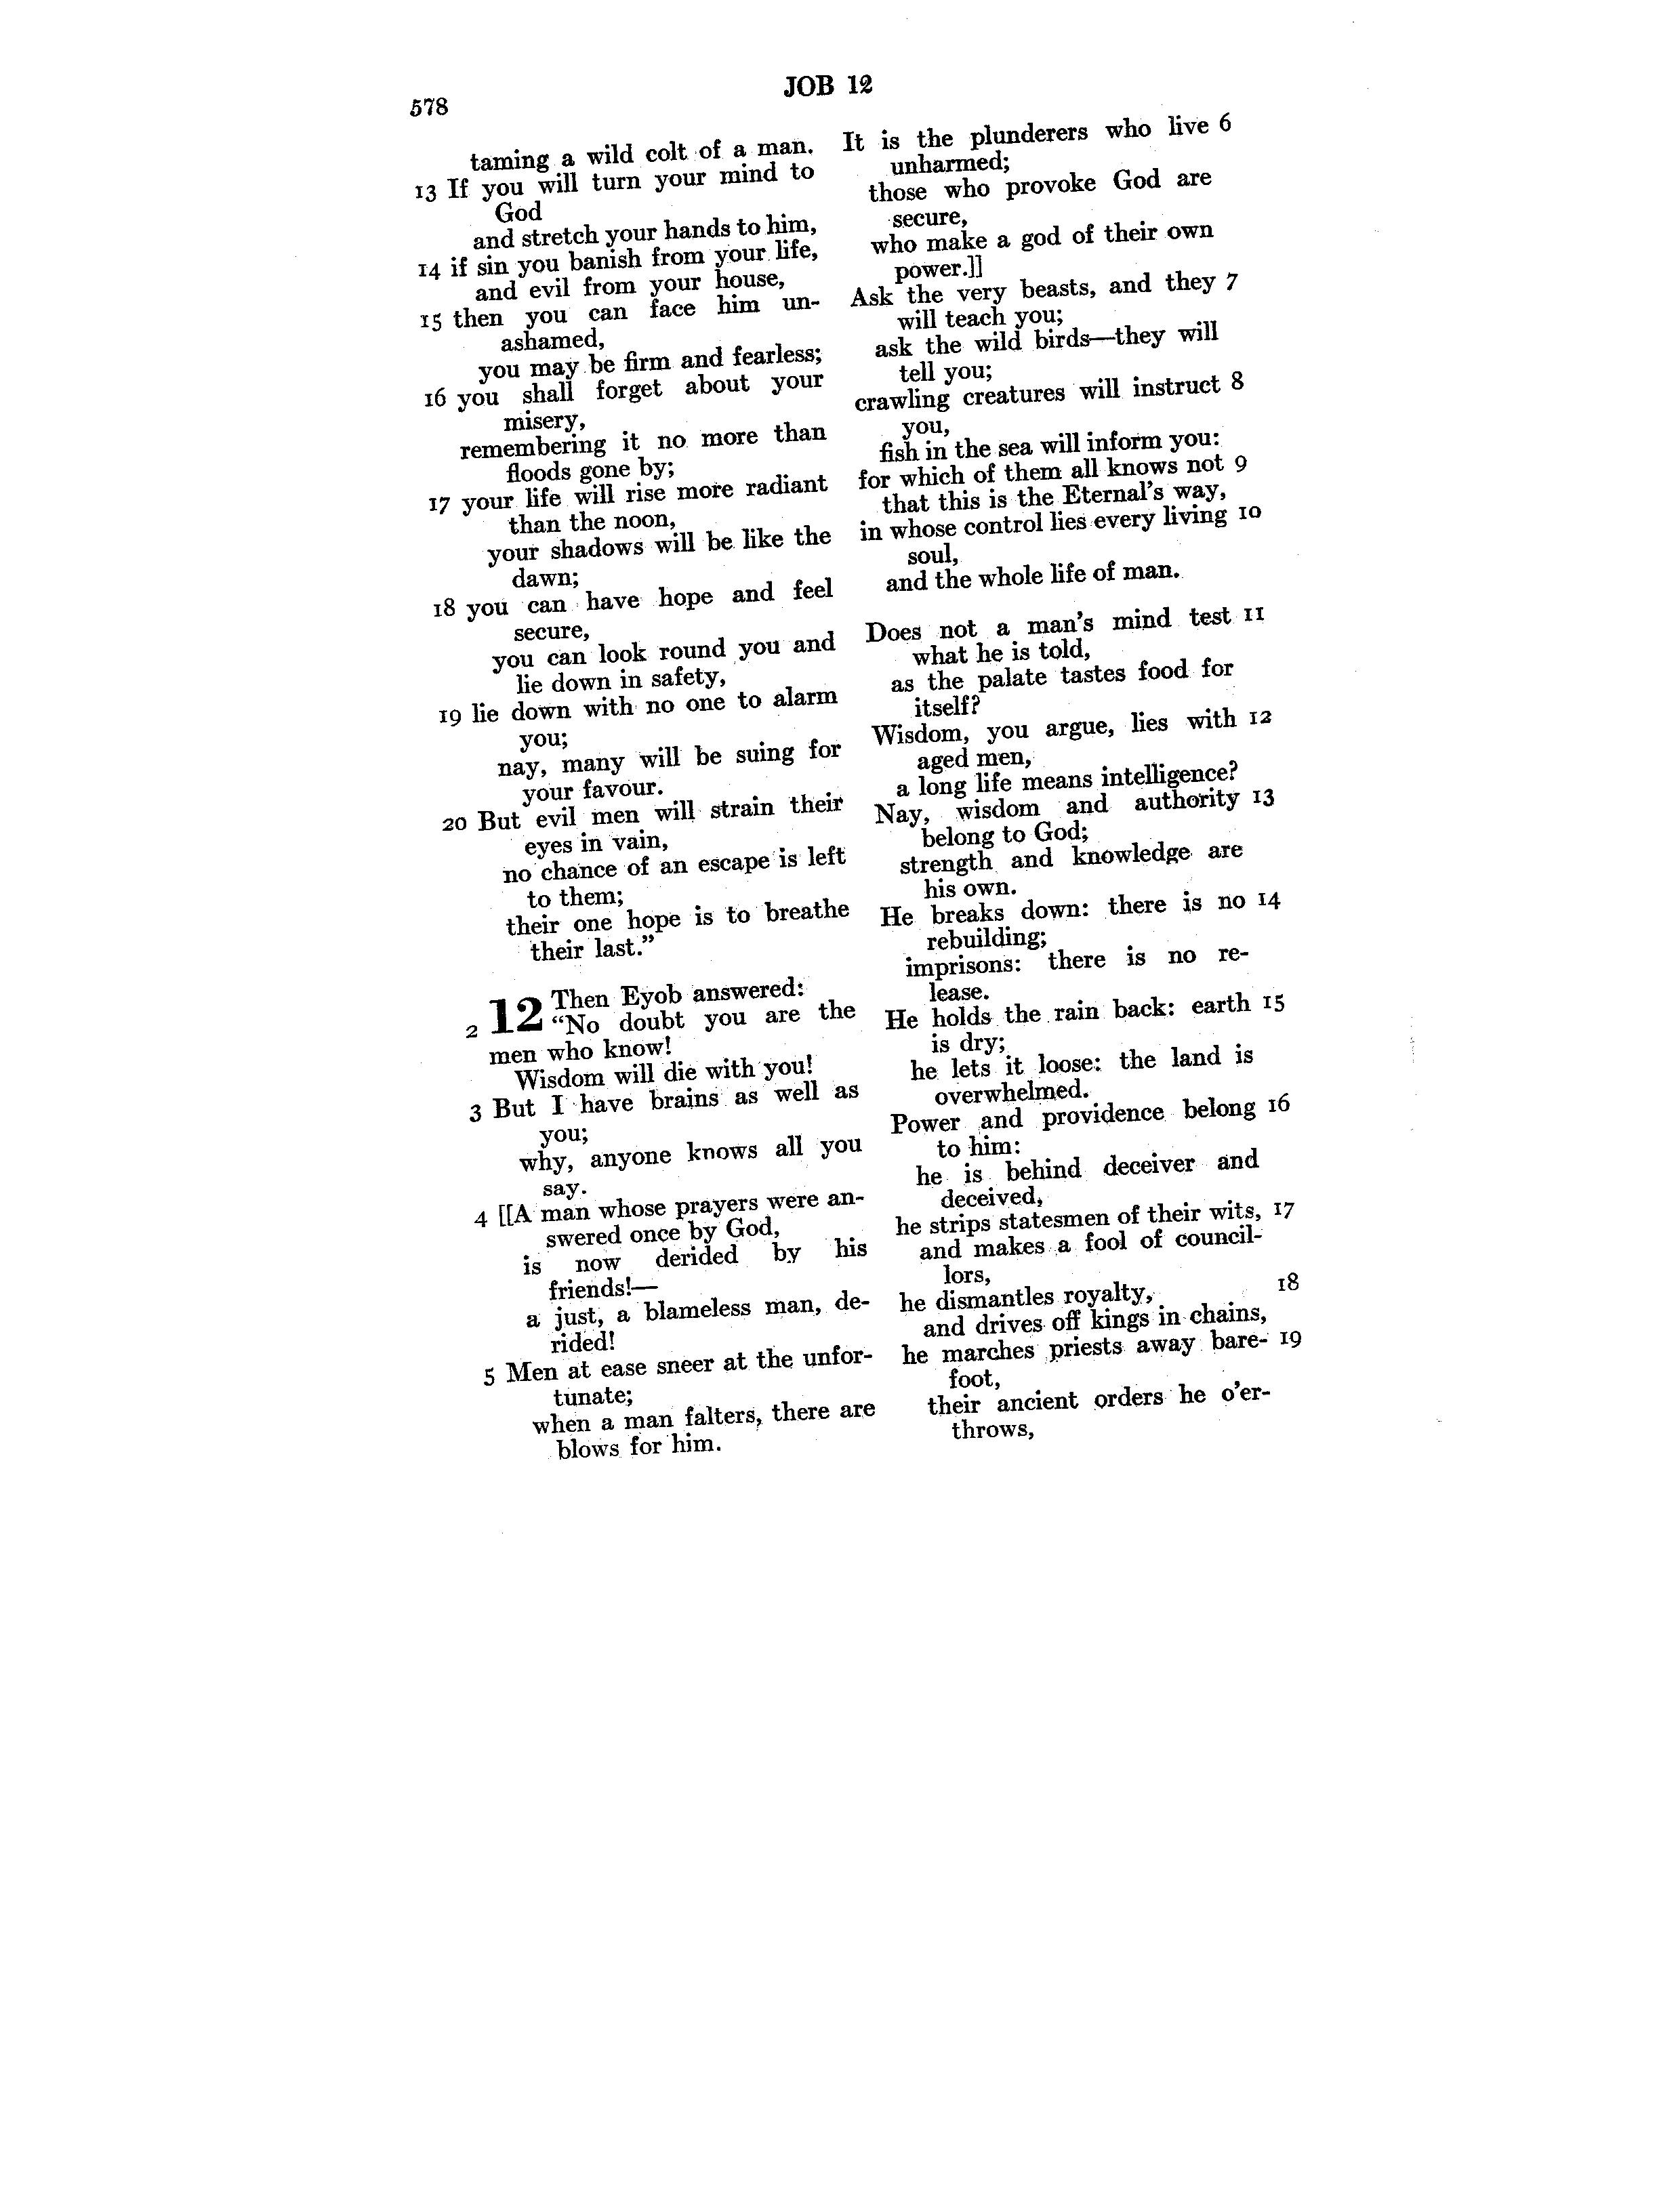 578
JOB 12
taming a wild colt of a man.
13 If you will turn your mind to
God
and stretch your hands to him,
14 if sin you banish from your life,
and evil from your house,
15 then you can face him un-
ashamed,
you may be firm and fearless;
16 you shall forget about your
misery,
remembering it no more than
floods gone by;
17 your life will rise more radiant
than the noon,
your shadows will be like the
dawn;
18 you can have hope and feel
secure,
you can look round you and
lie down in safety,
19 lie down with no one to alarm
you;
nay, many will be suing for
your favour.
20 But evil men will strain their
eyes in vain,
no chance of an escape is left
to them;
their one hope is to breathe
their last.”
12 Then Eyob answered:
2 “No doubt you are the
men who know!
Wisdom will die with you!
3 But I have brains as well as
you;
why, anyone knows all you
say.
4 [[A man whose prayers were an-
swered once by God,
is now derided by his
friends!—
a just, a blameless man, de-
rided!
5 Men at ease sneer at the unfor-
tunate;
when a man falters, there are
blows for him.
It is the plunderers who live 6
unharmed;
those who provoke God are
secure,
who make a god of their own
power.]]
Ask the very beasts, and they 7
will teach you;
ask the wild birds—they will
tell you;
crawling creatures will instruct 8
you,
fish in the sea will inform you:
for which of them all knows not 9
that this is the Eternal’s way,
in whose control lies every living 10
soul,
and the whole life of man.
Does not a man’s mind test 11
what he is told,
as the palate tastes food for
itself?
Wisdom, you argue, lies with 12
aged men,
a long life means intelligence?
Nay, wisdom and authority 13
belong to God;
strength and knowledge are
his own.
He breaks down: there is no 14
rebuilding;
imprisons: there is no re-
lease.
He holds the rain back: earth 15
is dry;
he lets it loose: the land is
overwhelmed.
Power and providence belong 16
to him:
he is behind deceiver and
deceived,
he strips statesmen of their wits, 17
and makes a fool of council-
lors,
he dismantles royalty, 18
and drives off kings in chains,
he marches priests away bare- 19
foot,
their ancient orders he o’er-
throws,